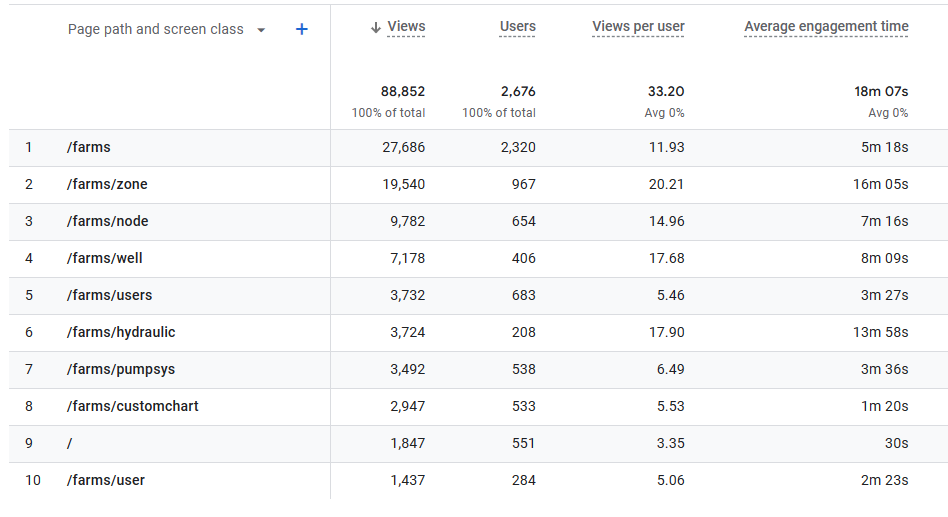 Page path and screen class Views Users Views per user Average engagement time
88,852 2,676 33.20 18m 07s
100% of total 100% of total Avg 0% Avg 0%
1 /farms 27,686 2,320 11.93 5m 18s
2 /farms/zone 19,540 967 20.21 16m 05s
3 /farms/node 9,782 654 14.96 7m 16s
4 /farms/well 7,178 406 17.68 8m 09s
5 /farms/users 3,732 683 5.46 3m 27s
6 /farms/hydraulic 3,724 208 17.90 13m 58s
7 /farms/pumpsys 3,492 538 6.49 3m 36s
8 /farms/customchart 2,947 533 5.53 1m 20s
9 / 1,847 551 3.35 30s
10 /farms/user 1,437 284 5.06 2m 23s